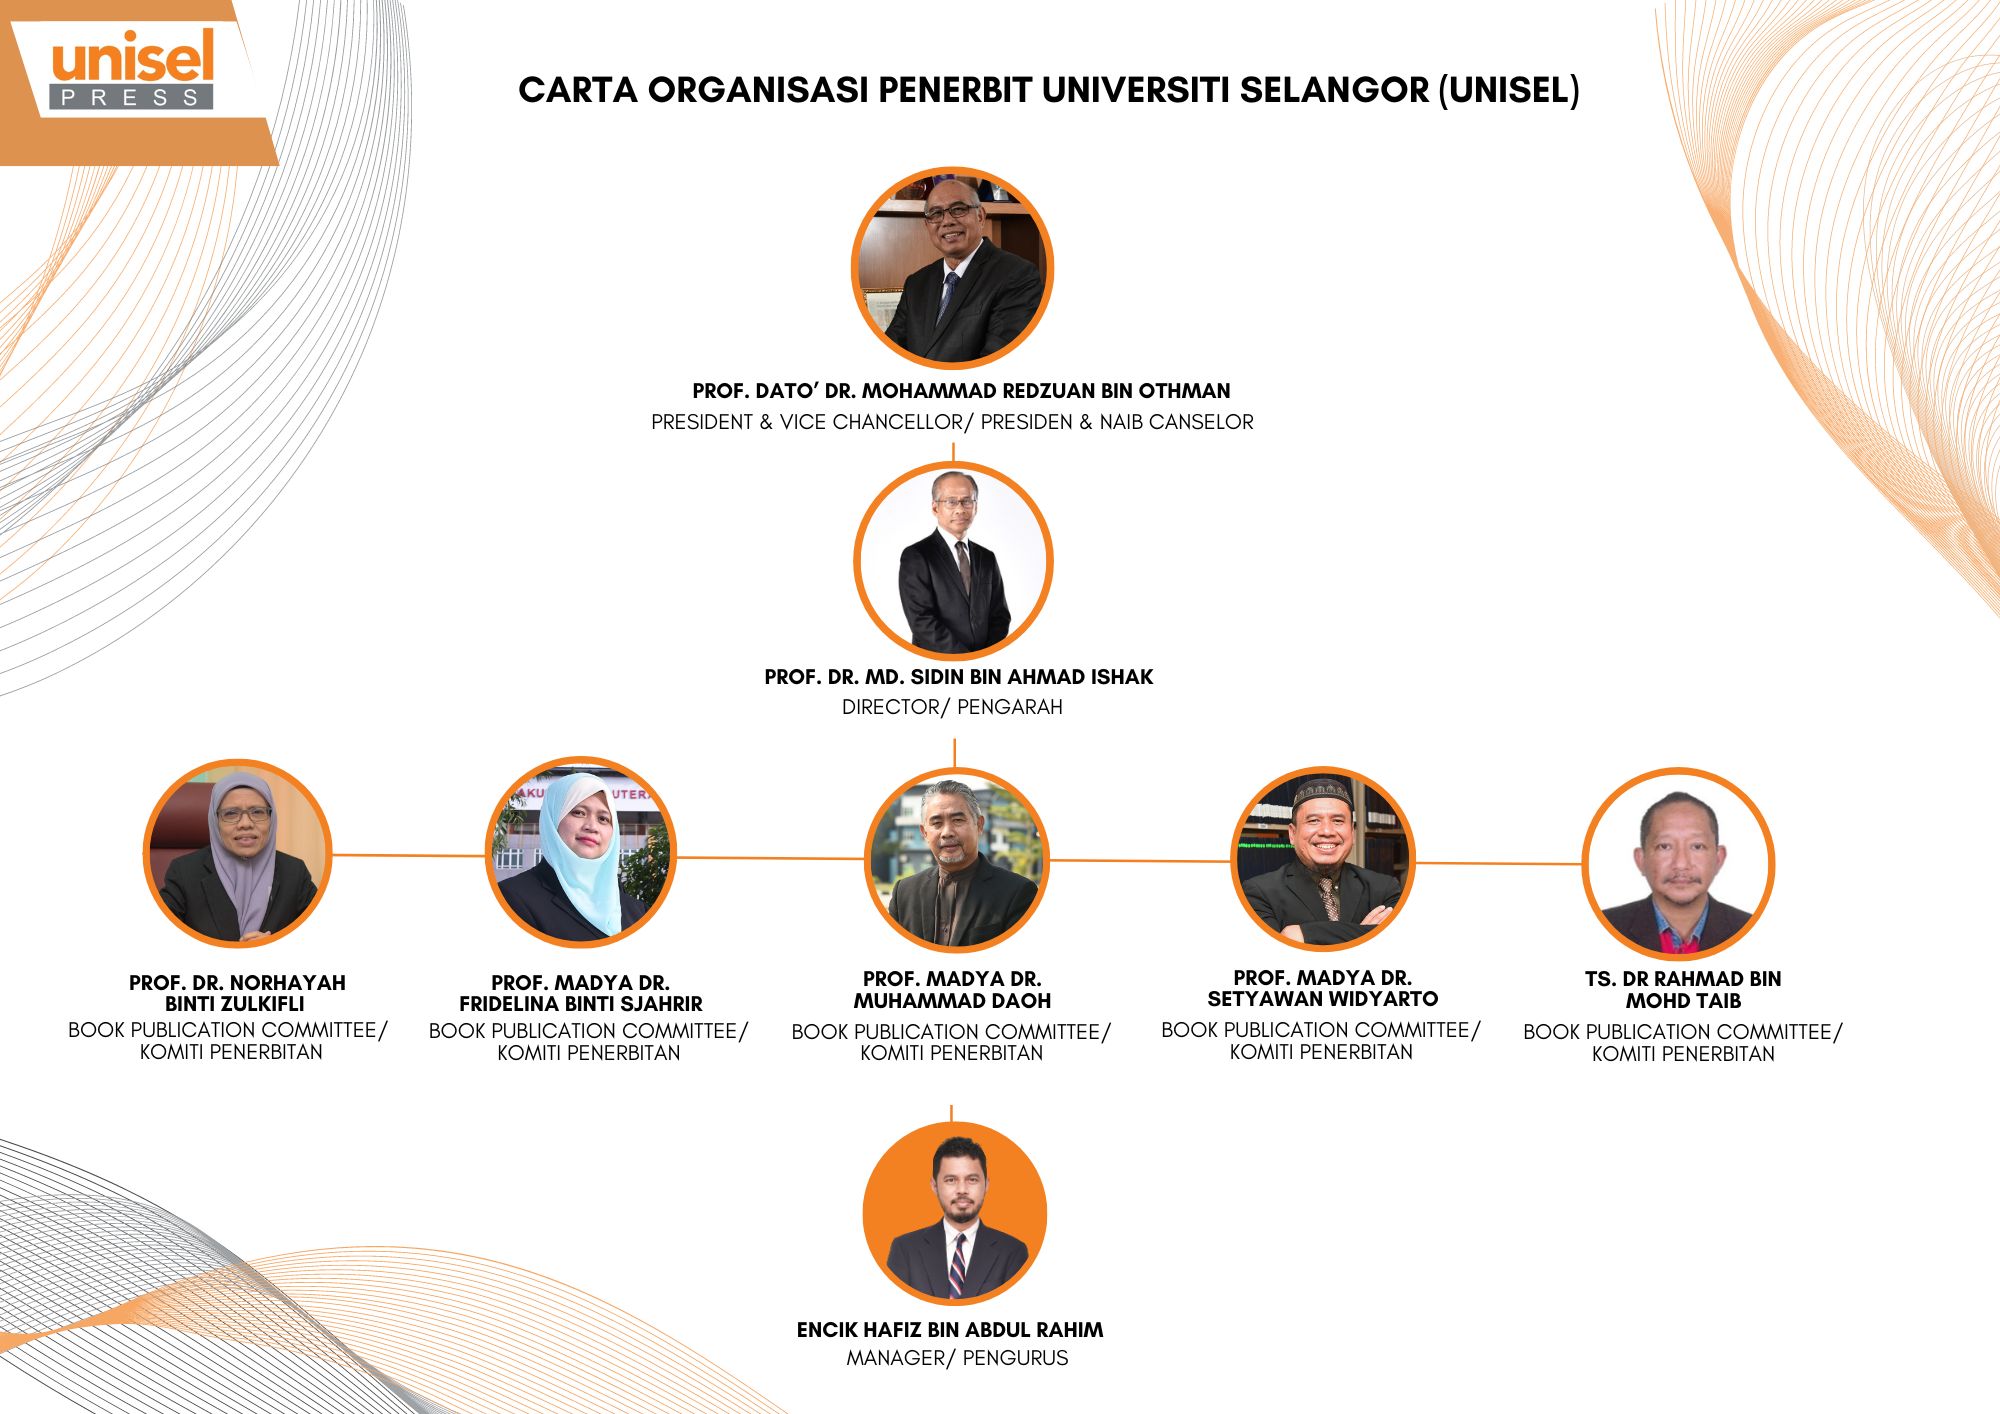 unisel
PRESS
CARTA ORGANISASI PENERBIT UNIVERSITI SELANGOR (UNISEL)
PROF. DATO’ DR. MOHAMMAD REDZUAN BIN OTHMAN
PRESIDENT & VICE CHANCELLOR/ PRESIDEN & NAIB CANSELOR
PROF. DR. MD. SIDIN BIN AHMAD ISHAK
DIRECTOR/ PENGARAH
AKU
UTER
PROF. DR. NORHAYAH
BINTI ZULKIFLI
BOOK PUBLICATION COMMITTEE/
KOMITI PENERBITAN
PROF. MADYA DR.
FRIDELINA BINTI SJAHRIR
BOOK PUBLICATION COMMITTEE/
KOMITI PENERBITAN
PROF. MADYA DR.
MUHAMMAD DAOH
BOOK PUBLICATION COMMITTEE/
KOMITI PENERBITAN
PROF. MADYA DR.
SETYAWAN WIDYARTO
BOOK PUBLICATION COMMITTEE/
KOMITI PENERBITAN
TS. DR RAHMAD BIN
MOHD TAIB
BOOK PUBLICATION COMMITTEE/
KOMITI PENERBITAN
ENCIK HAFIZ BIN ABDUL RAHIM
MANAGER/ PENGURUS